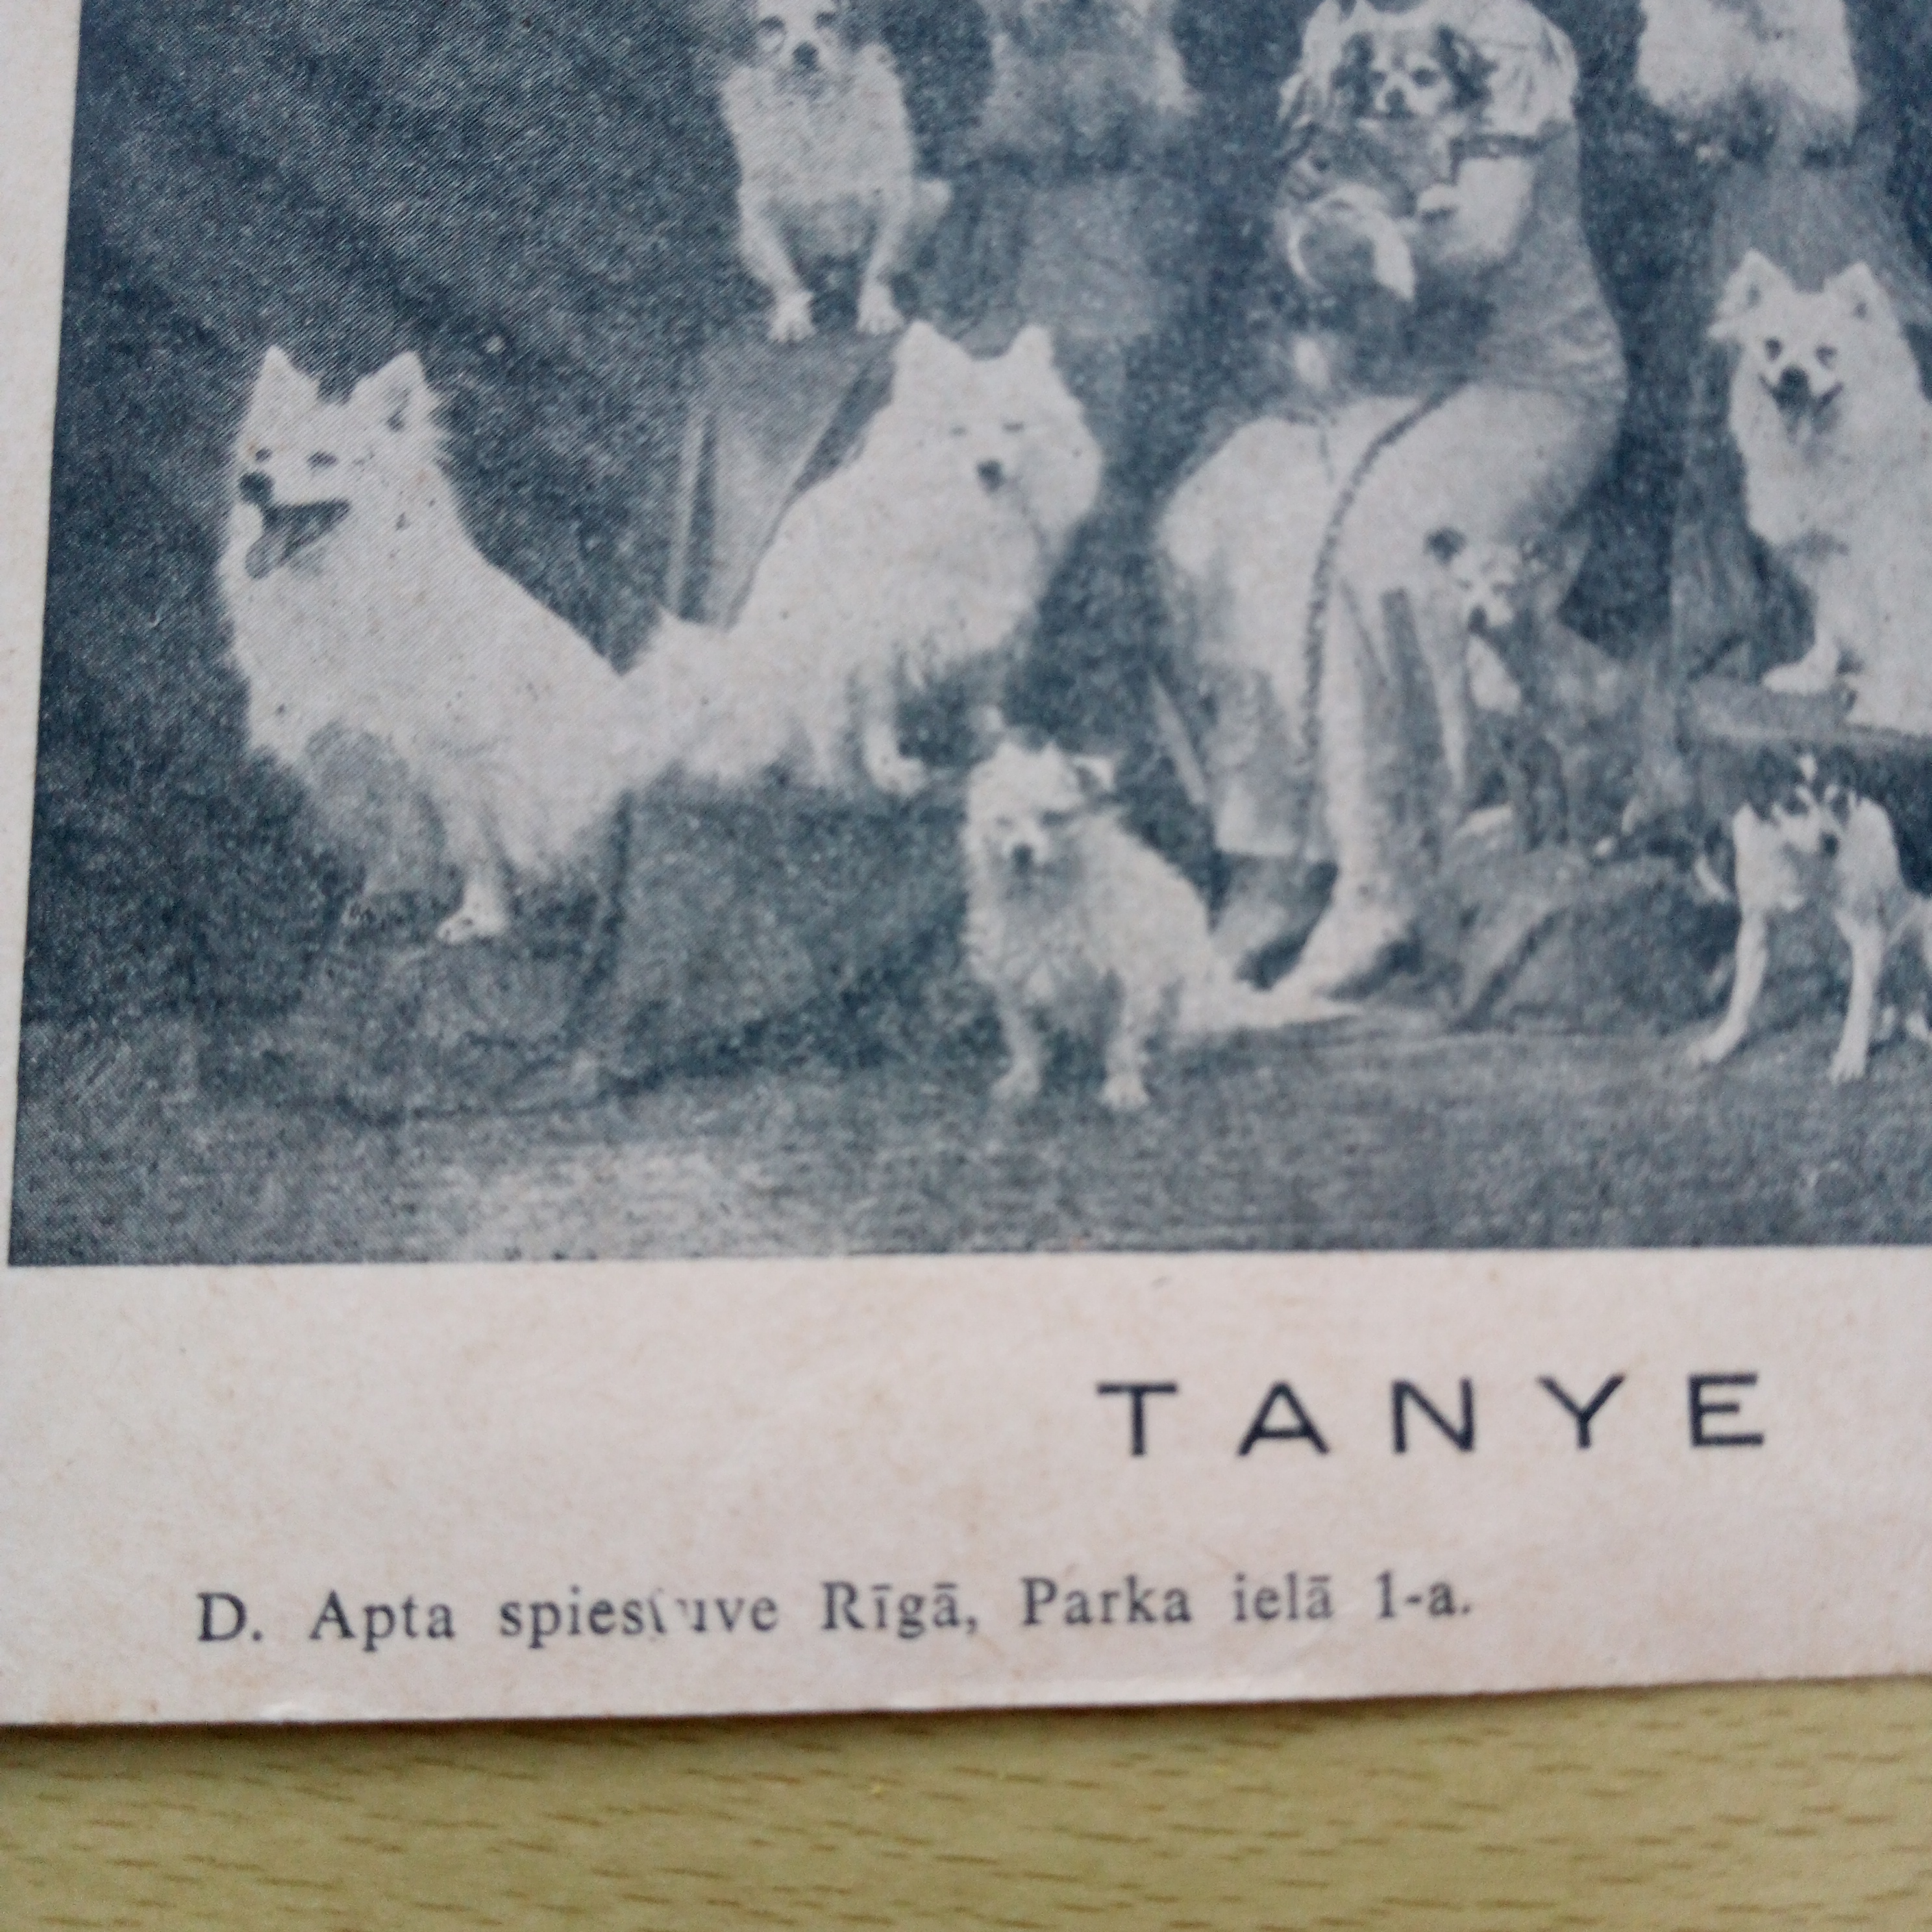 TANYE
D. Apta spiestuve Rīgā, Parka ielā 1-a.